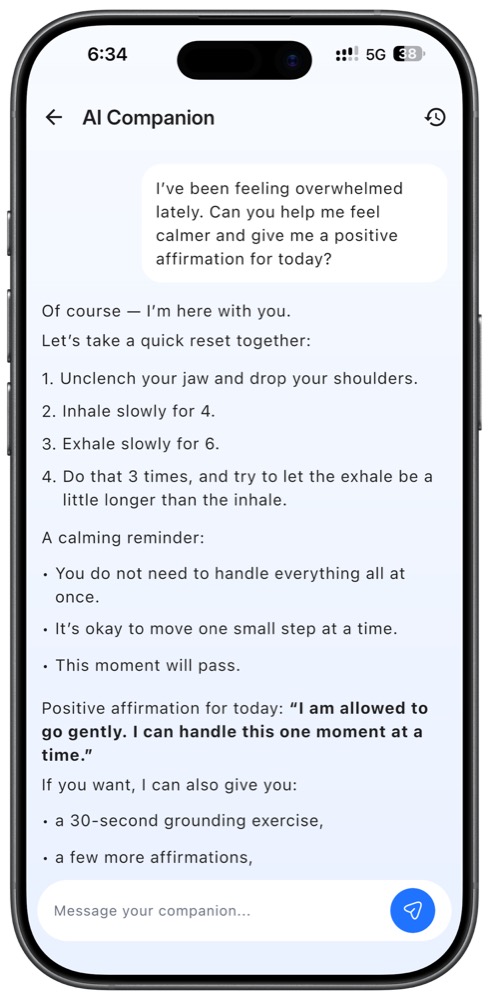 6:34
5G
38
AI Companion
I’ve been feeling overwhelmed
lately. Can you help me feel
calmer and give me a positive
affirmation for today?
Of course — I’m here with you.
Let’s take a quick reset together:
1. Unclench your jaw and drop your shoulders.
2. Inhale slowly for 4.
3. Exhale slowly for 6.
4. Do that 3 times, and try to let the exhale be a
little longer than the inhale.
A calming reminder:
• You do not need to handle everything all at
once.
• It’s okay to move one small step at a time.
• This moment will pass.
Positive affirmation for today: “I am allowed to
go gently. I can handle this one moment at a
time.”
If you want, I can also give you:
• a 30-second grounding exercise,
• a few more affirmations,
Message your companion...